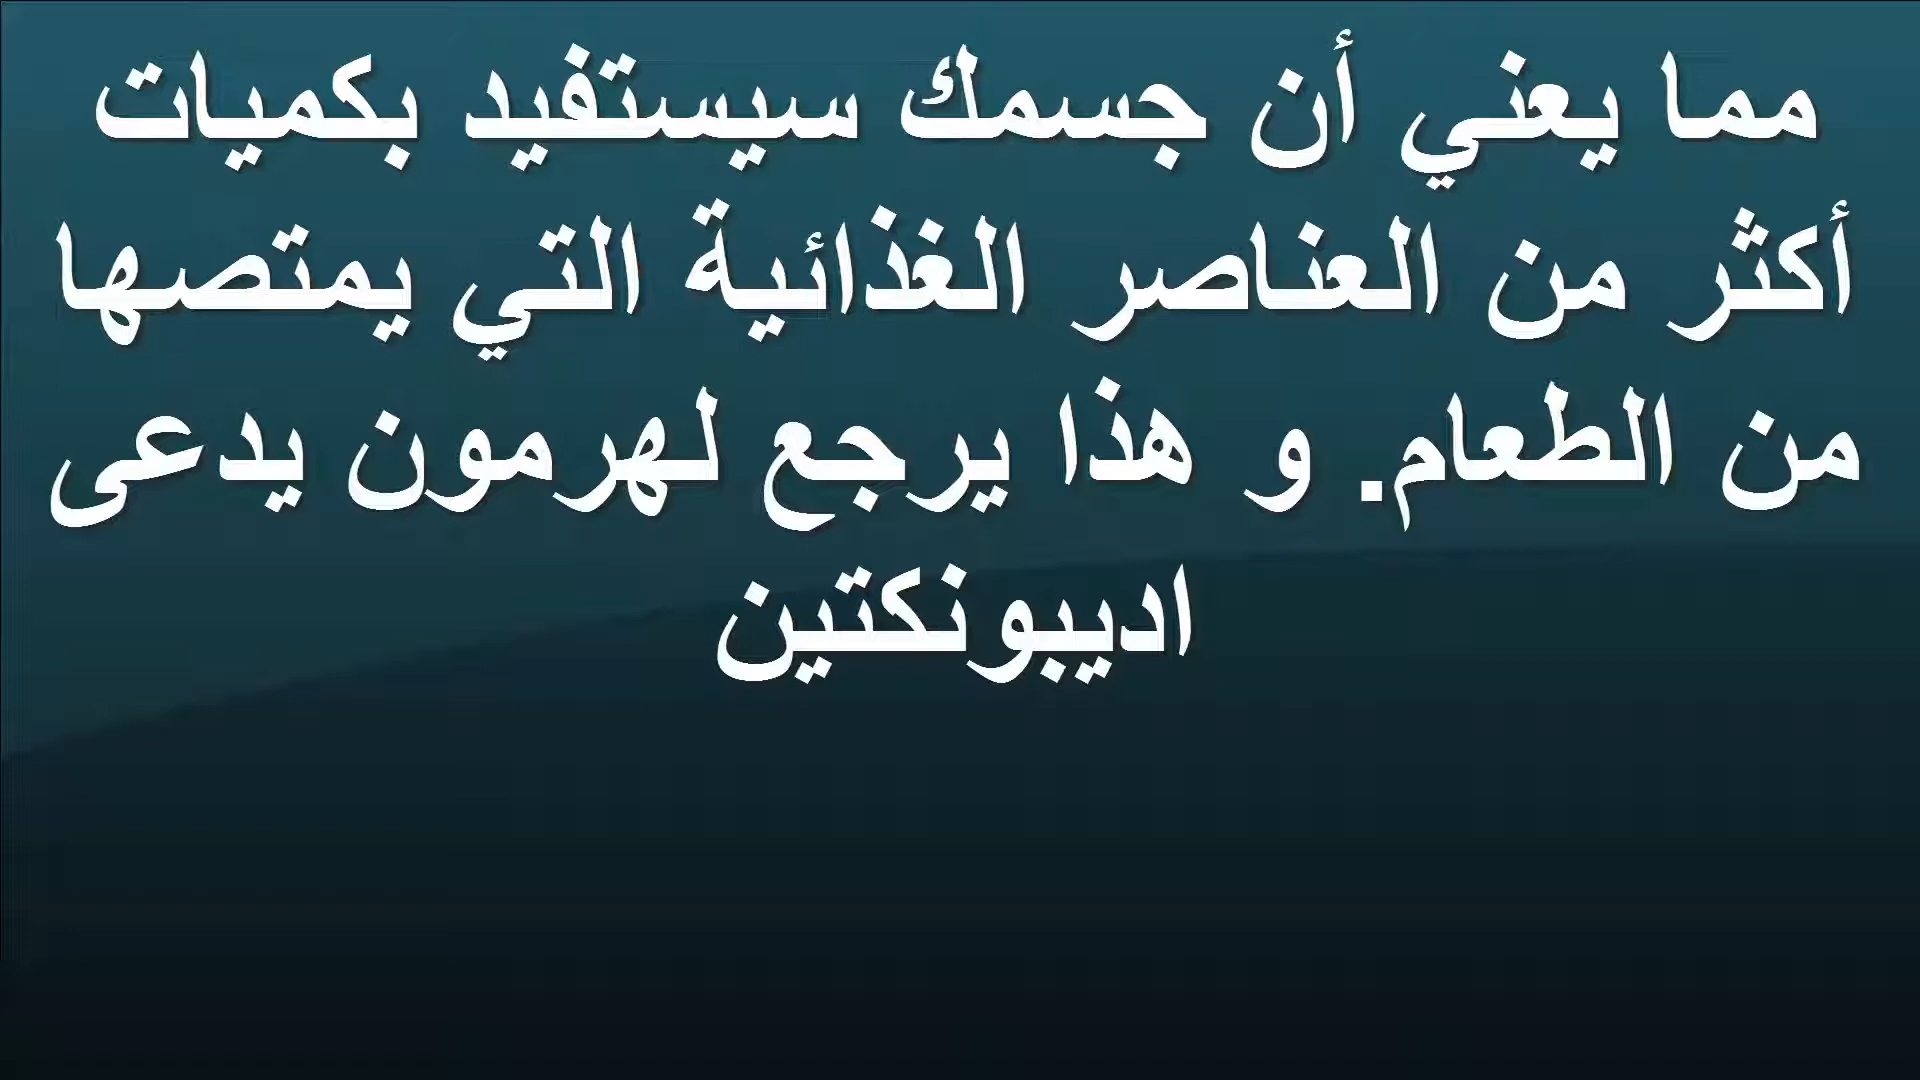 مما يعني أن جسمك سيستفيد بكميات
أكثر من العناصر الغذائية التي يمتصها
من الطعام. و هذا يرجع لهرمون يدعى
اديبونكتين